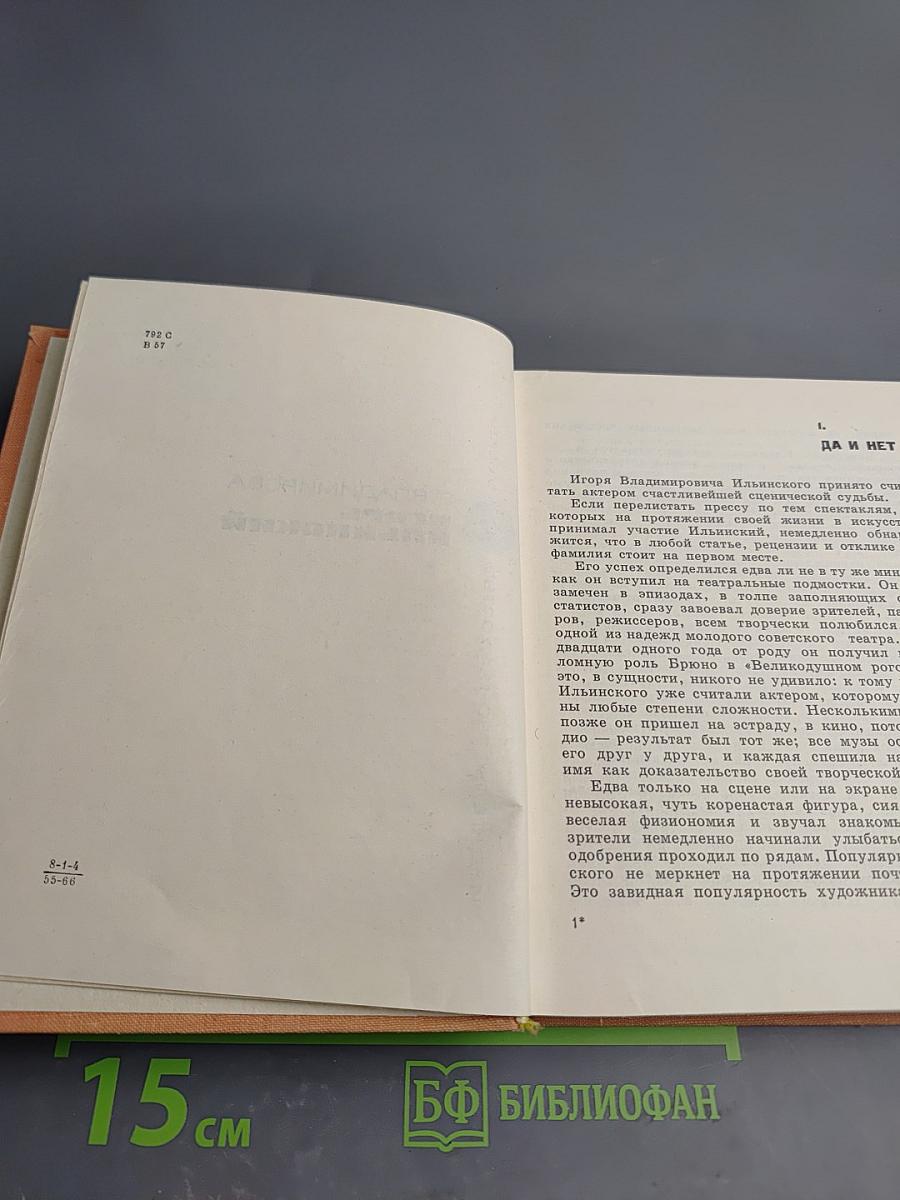 792 С
В 57
8-1-4
55-66
I.
ДА И НЕТ
Игоря Владимировича Ильинского принято счи
тать актером счастливейшей сценической судьбы.
Если перелистать прессу по тем спектаклям,
которых на протяжении своей жизни в искусст
принимал участие Ильинский, немедленно обна
жится, что в любой статье, рецензии и отклике
фамилия стоит на первом месте.
Его успех определился едва ли не в ту же мин
как он вступил на театральные подмостки. Он
замечен в эпизодах, в толпе заполняющих с
статистов, сразу завоевал доверие зрителей, па
ров, режиссеров, всем творчески полюбился.
одной из надежд молодого советского театра.
двадцати одного года от роду он получил
ломную роль Брюно в «Великодушном рого
это, в сущности, никого не удивило: к тому
Ильинского уже считали актером, которому
ны любые степени сложности. Несколькими
позже он пришел на эстраду, в кино, пото
дио — результат был тот же; все музы ос
его друг у друга, и каждая спешила на
имя как доказательство своей творческой
Едва только на сцене или на экране
невысокая, чуть коренастая фигура, сия
веселая физиономия и звучал знакомы
зрители немедленно начинали улыбатьс
одобрения проходил по рядам. Популярн
ского не меркнет на протяжении почт
Это завидная популярность художника
1*
15 см
БФ БИБЛИОФАН